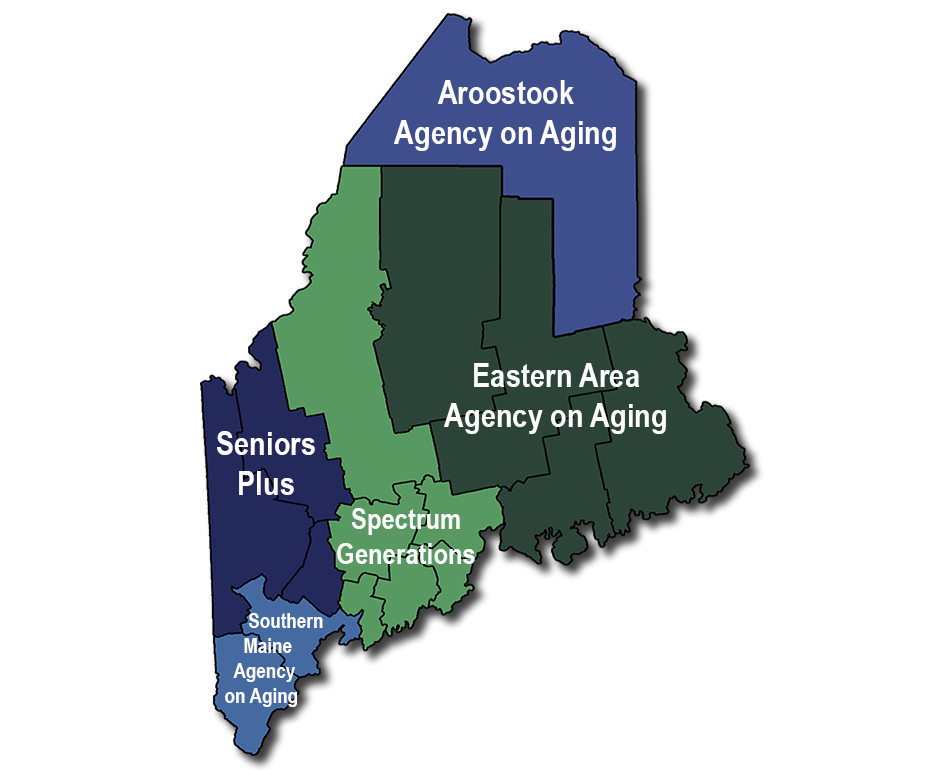 Aroostook
Agency on Aging
Eastern Area
Agency on Aging
Seniors
Plus
Spectrum
Generations
Southern
Maine
Agency
on Aging